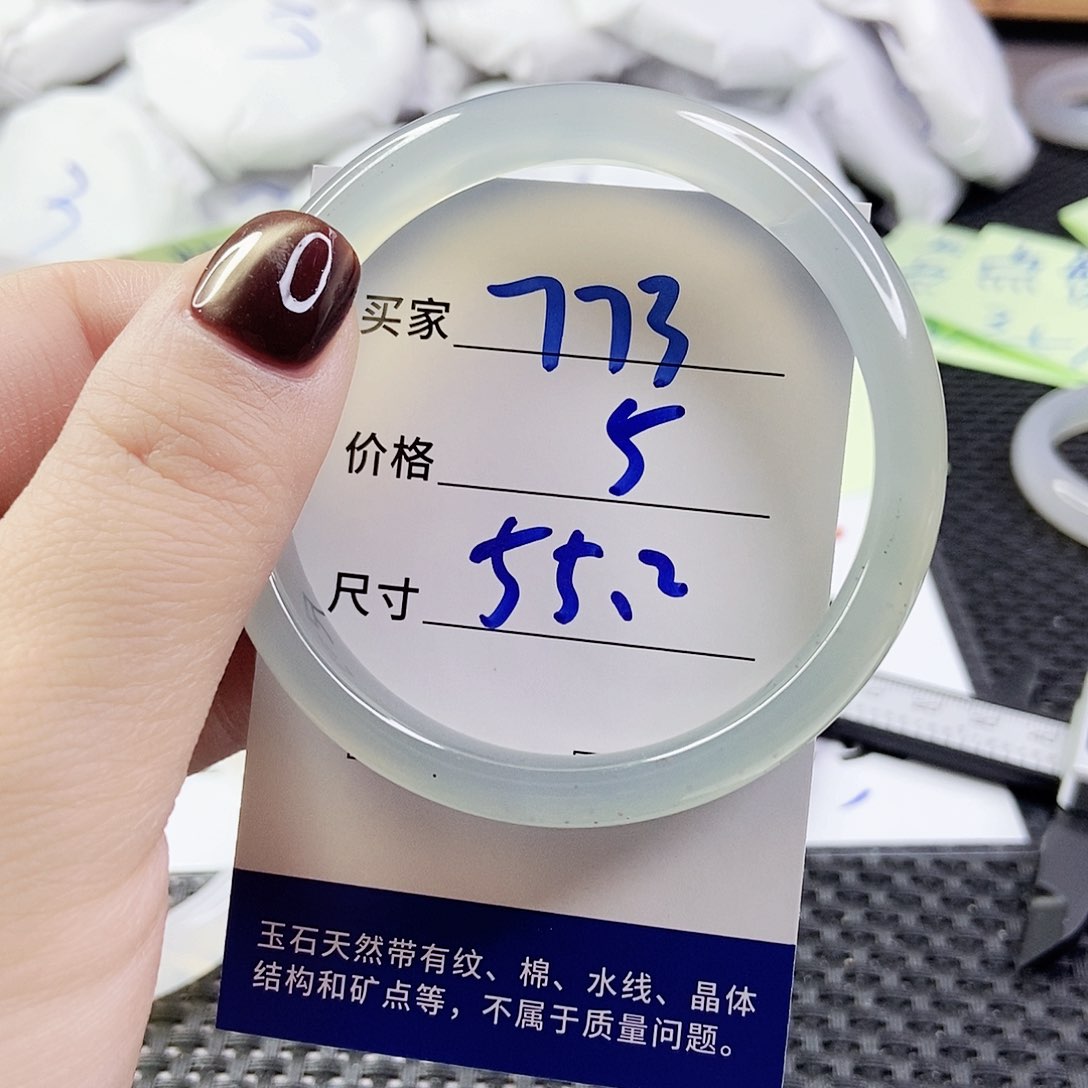 买家 773
价格 5
尺寸 55.2
玉石天然带有纹、棉、水线、晶体
结构和矿点等，不属于质量问题。
3